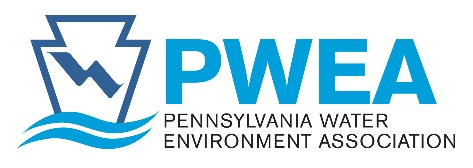 PWEA
PENNSYLVANIA WATER
ENVIRONMENT ASSOCIATION